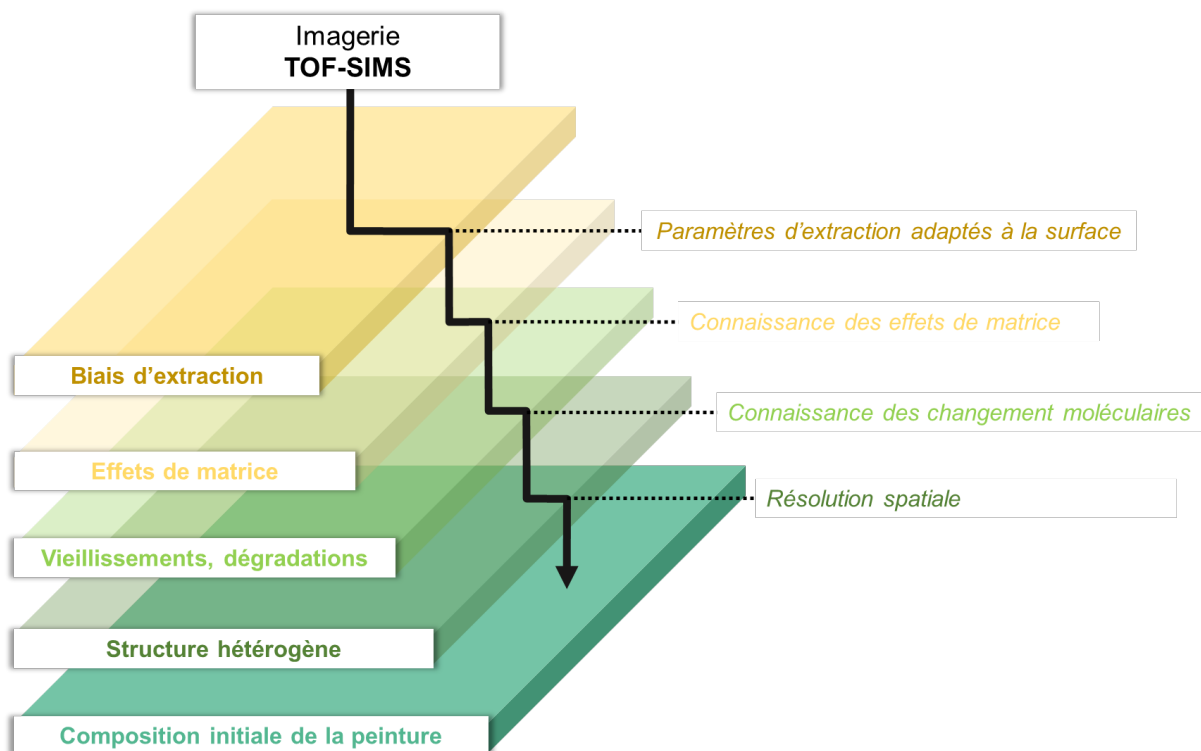 Imagerie
TOF-SIMS
Paramètres d'extraction adaptés à la surface
Connaissance des effets de matrice
Biais d'extraction
Connaissance des changement moléculaires
Effets de matrice
Résolution spatiale
Vieillissements, dégradations
Structure hétérogène
Composition initiale de la peinture